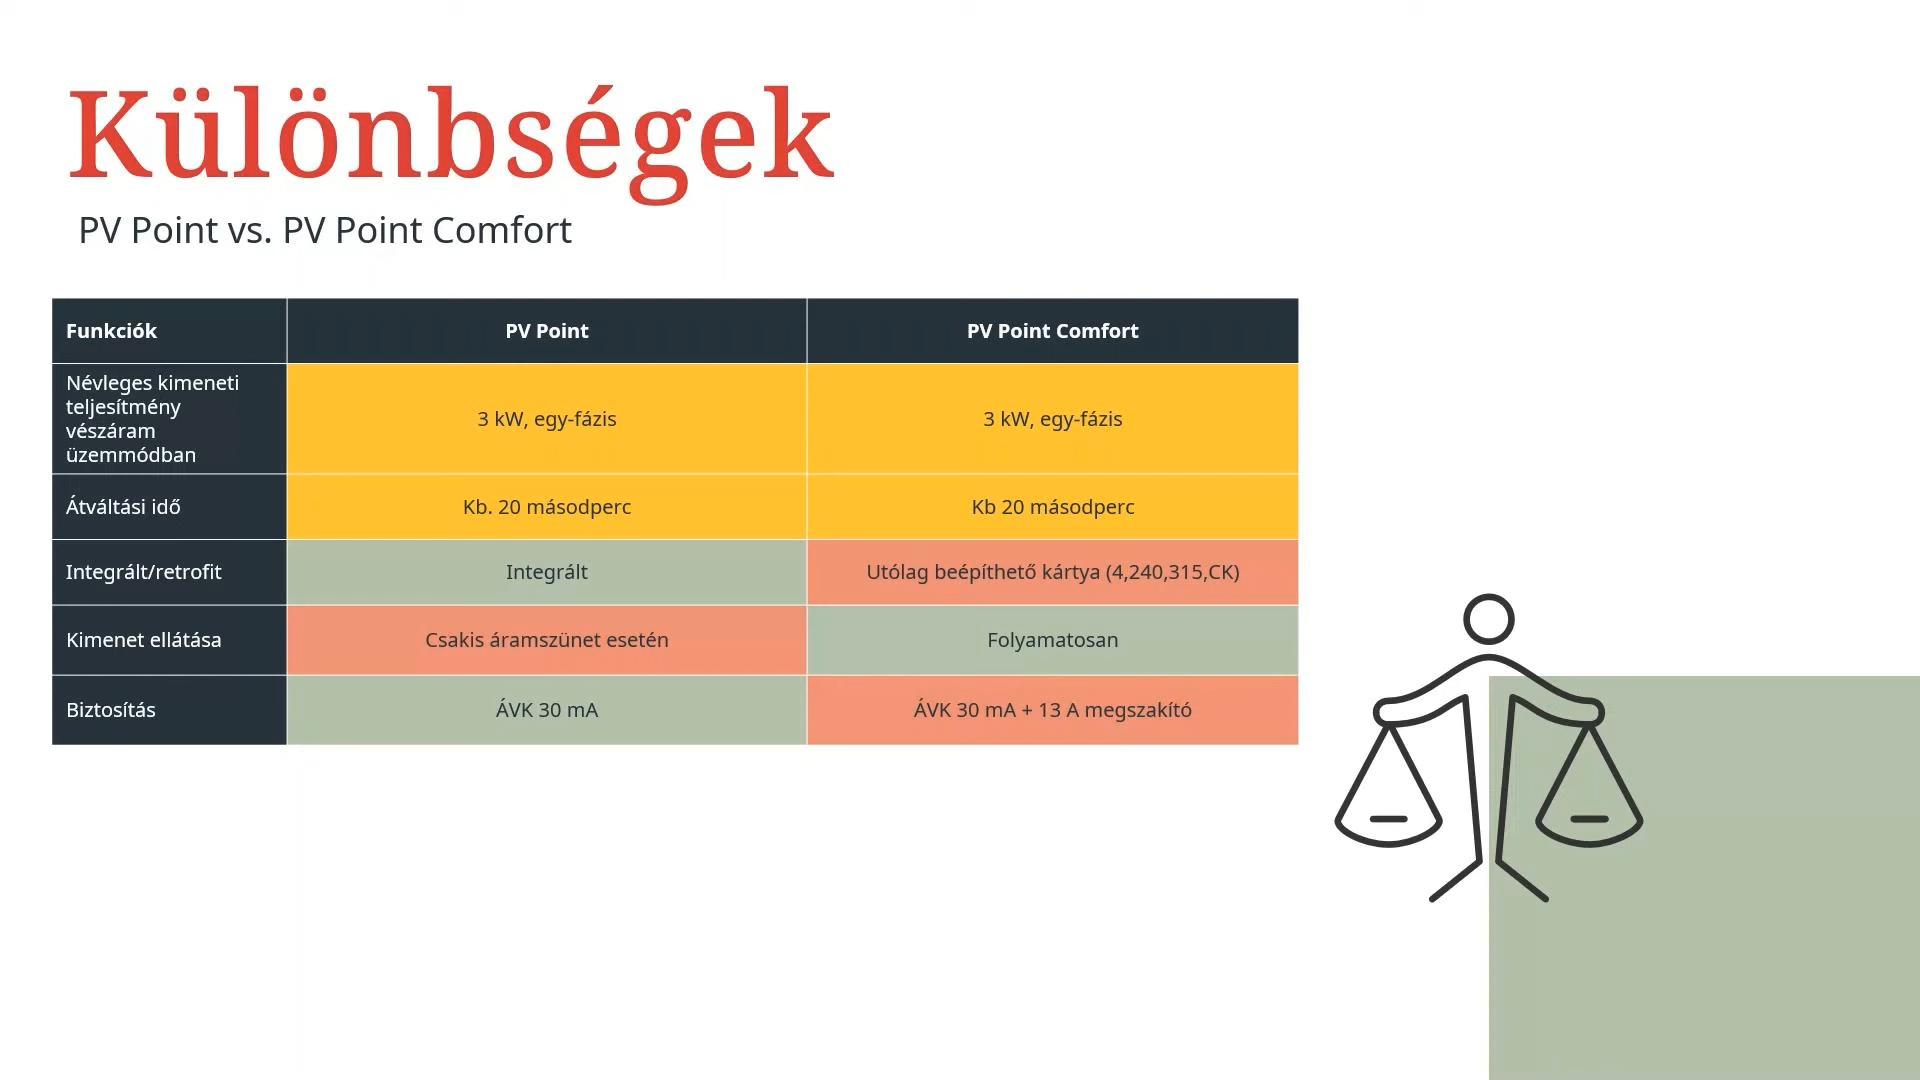 Különbségek
PV Point vs. PV Point Comfort
Funkciók PV Point PV Point Comfort
Névleges kimeneti
teljesítmény
vészáram
üzemmódban
3 kW, egy-fázis 3 kW, egy-fázis
Átváltási idő Kb. 20 másodperc Kb 20 másodperc
Integrált/retrofit Integrált Utólag beépíthető kártya (4,240,315,CK)
Kimenet ellátása Csakis áramszünet esetén Folyamatosan
Biztosítás ÁVK 30 mA ÁVK 30 mA + 13 A megszakító